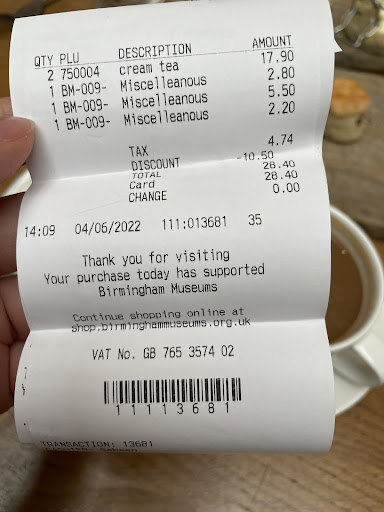 QTY PLU DESCRIPTION AMOUNT
2 750004 cream tea 17.90
1 BM-009- Miscelleanous 2.80
1 BM-009- Miscelleanous 5.50
1 BM-009- Miscelleanous 2.20
TAX 4.74
DISCOUNT -10.50
TOTAL 28.40
Card 28.40
CHANGE 0.00
14:09 04/06/2022 111:013681 35
Thank you for visiting
Your purchase today has supported
Birmingham Museums
Continue shopping online at
shop.birminghammuseums.org.uk
VAT No. GB 765 3574 02
11113681
TRANSACTION: 13681